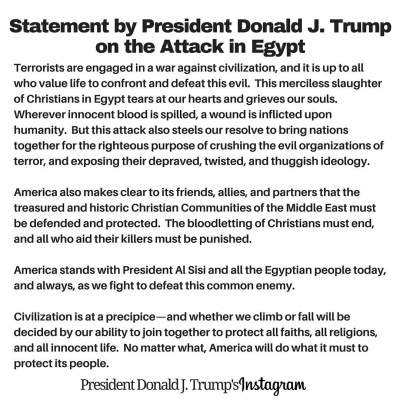 Statement by President Donald J. Trump
on the Attack in Egypt
Terrorists are engaged in a war against civilization, and it is up to all
who value life to confront and defeat this evil.  This merciless slaughter
of Christians in Egypt tears at our hearts and grieves our souls.
Wherever innocent blood is spilled, a wound is inflicted upon
humanity.  But this attack also steels our resolve to bring nations
together for the righteous purpose of crushing the evil organizations of
terror, and exposing their depraved, twisted, and thuggish ideology.
America also makes clear to its friends, allies, and partners that the
treasured and historic Christian Communities of the Middle East must
be defended and protected.  The bloodletting of Christians must end,
and all who aid their killers must be punished.
America stands with President Al Sisi and all the Egyptian people today,
and always, as we fight to defeat this common enemy.
Civilization is at a precipice—and whether we climb or fall will be
decided by our ability to join together to protect all faiths, all religions,
and all innocent life.  No matter what, America will do what it must to
protect its people.
President Donald J. Trump's Instagram